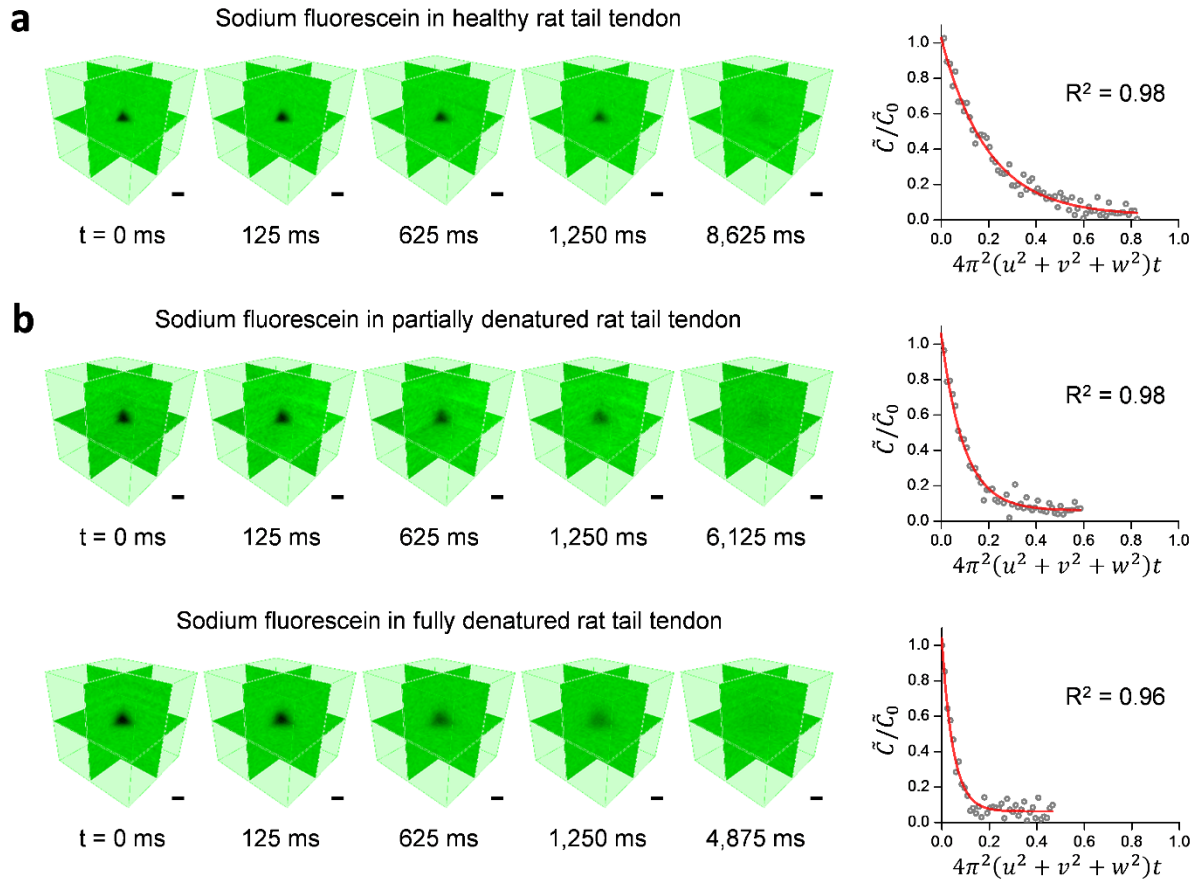 a
Sodium fluorescein in healthy rat tail tendon
t = 0 ms 125 ms 625 ms 1,250 ms 8,625 ms
C̃/C̃₀
1.0
0.8
0.6
0.4
0.2
0.0
R² = 0.98
0.0 0.2 0.4 0.6 0.8 1.0
4π²(u² + v² + w²)t
b
Sodium fluorescein in partially denatured rat tail tendon
t = 0 ms 125 ms 625 ms 1,250 ms 6,125 ms
C̃/C̃₀
1.0
0.8
0.6
0.4
0.2
0.0
R² = 0.98
0.0 0.2 0.4 0.6 0.8 1.0
4π²(u² + v² + w²)t
Sodium fluorescein in fully denatured rat tail tendon
t = 0 ms 125 ms 625 ms 1,250 ms 4,875 ms
C̃/C̃₀
1.0
0.8
0.6
0.4
0.2
0.0
R² = 0.96
0.0 0.2 0.4 0.6 0.8 1.0
4π²(u² + v² + w²)t